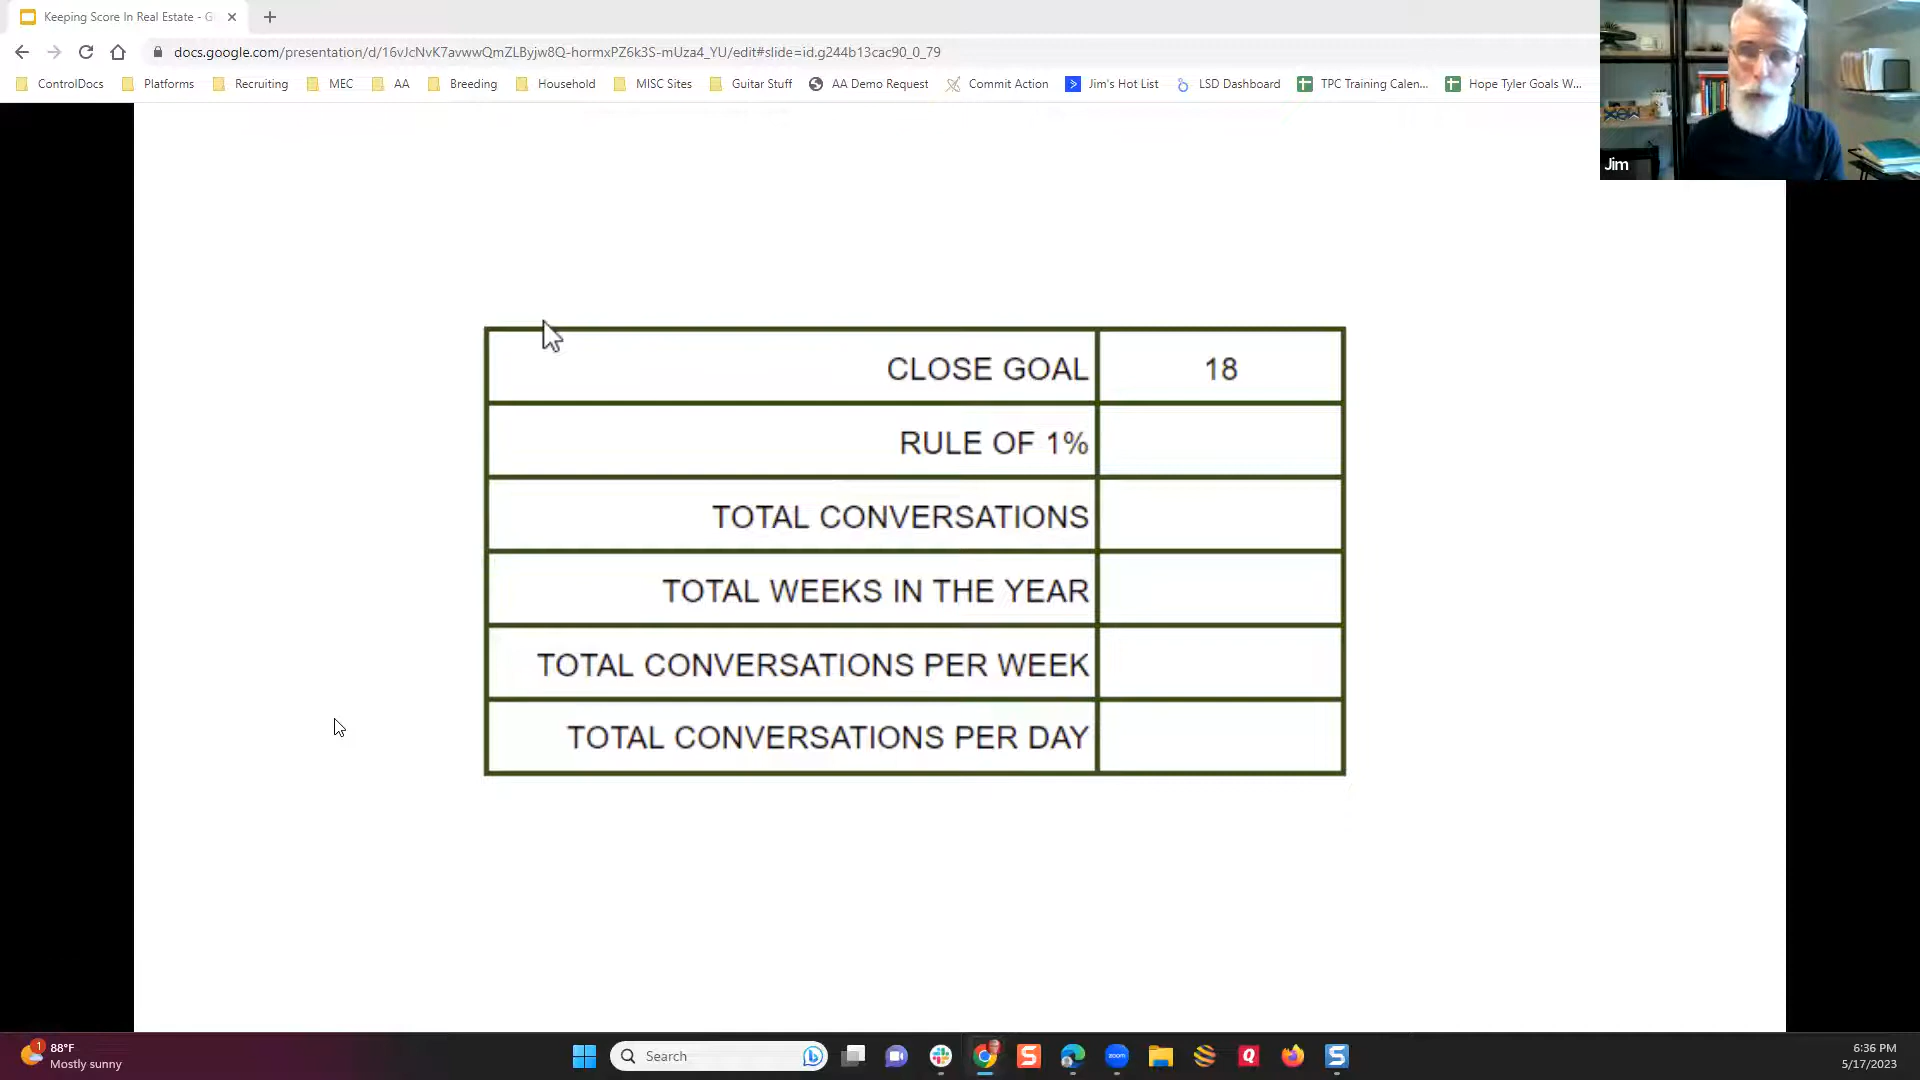 Keeping Score In Real Estate - G
docs.google.com/presentation/d/16vJcNvK7avwwQmZLByjw8Q-hormxPZ6k3S-mUza4_YU/edit#slide=id.g244b13cac90_0_79
ControlDocs Platforms Recruiting MEC AA Breeding Household MISC Sites Guitar Stuff AA Demo Request Commit Action Jim's Hot List LSD Dashboard TPC Training Calen... Hope Tyler Goals W...
Jim
CLOSE GOAL 18
RULE OF 1%
TOTAL CONVERSATIONS
TOTAL WEEKS IN THE YEAR
TOTAL CONVERSATIONS PER WEEK
TOTAL CONVERSATIONS PER DAY
1
88°F
Mostly sunny
Search
zoom
6:36 PM
5/17/2023